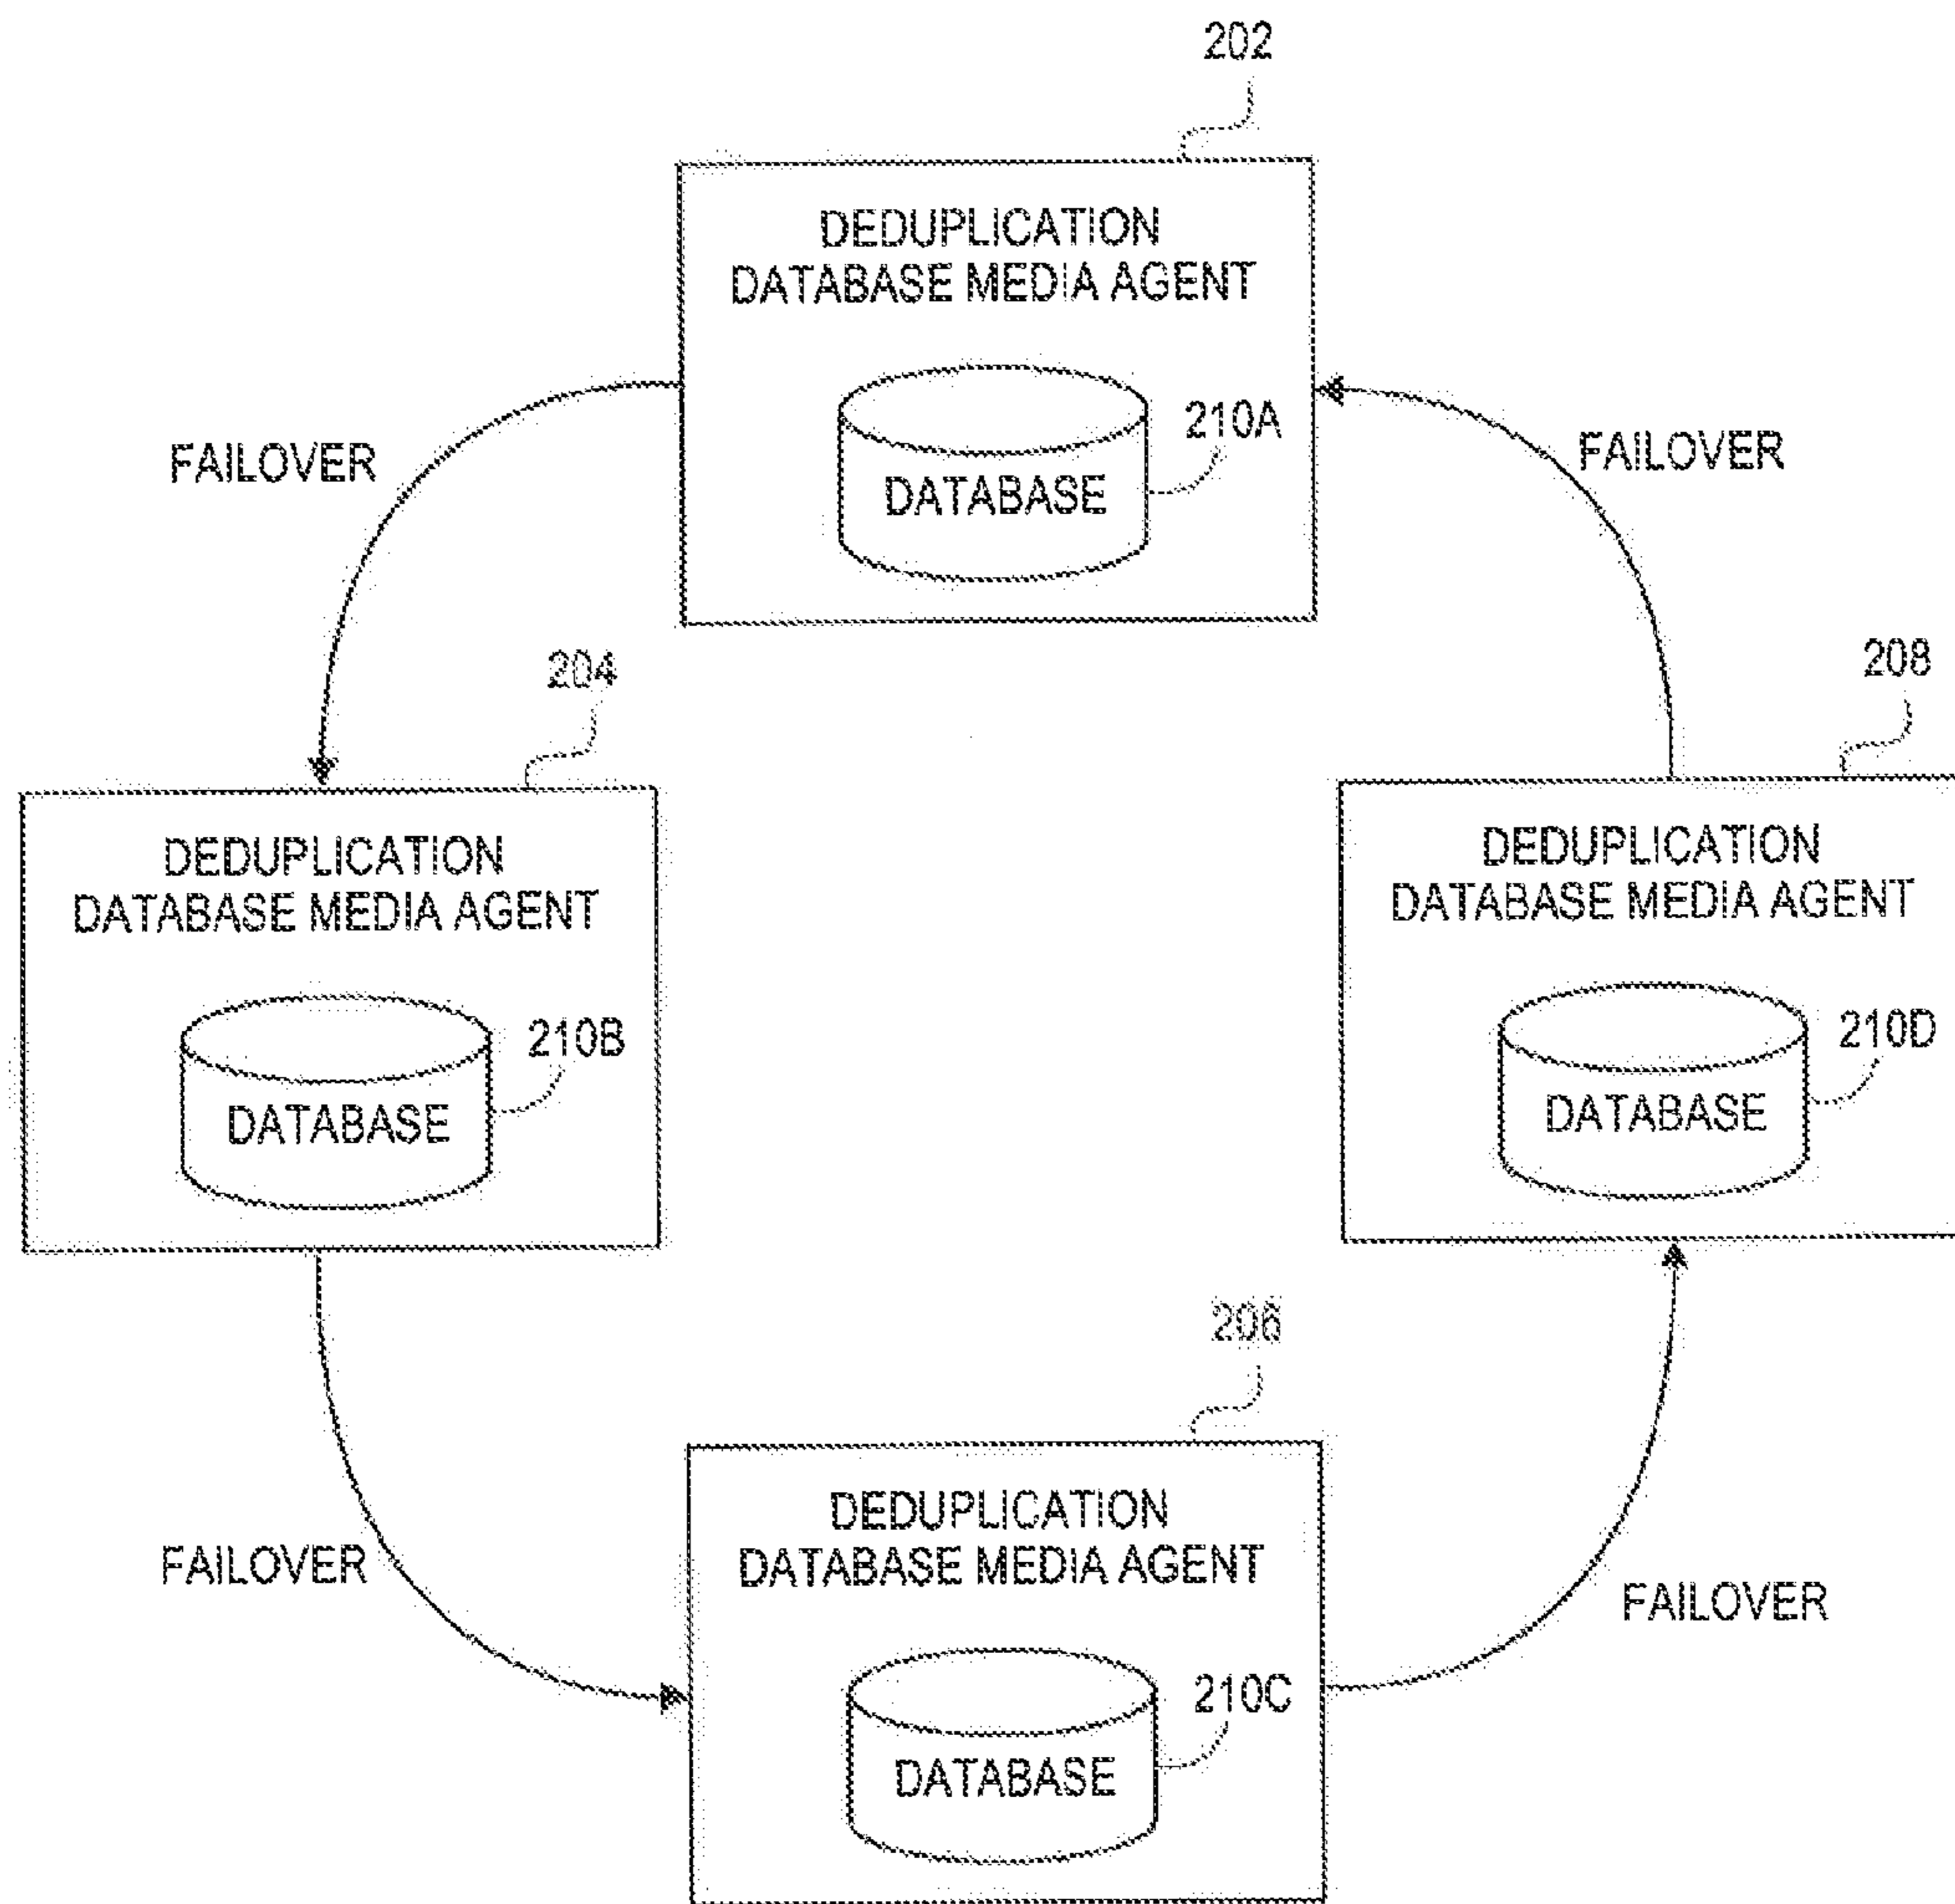 202
DEDUPLICATION
DATABASE MEDIA AGENT
210A
DATABASE
FAILOVER
FAILOVER
204
208
DEDUPLICATION
DATABASE MEDIA AGENT
210B
DATABASE
DEDUPLICATION
DATABASE MEDIA AGENT
210D
DATABASE
206
DEDUPLICATION
DATABASE MEDIA AGENT
210C
DATABASE
FAILOVER
FAILOVER